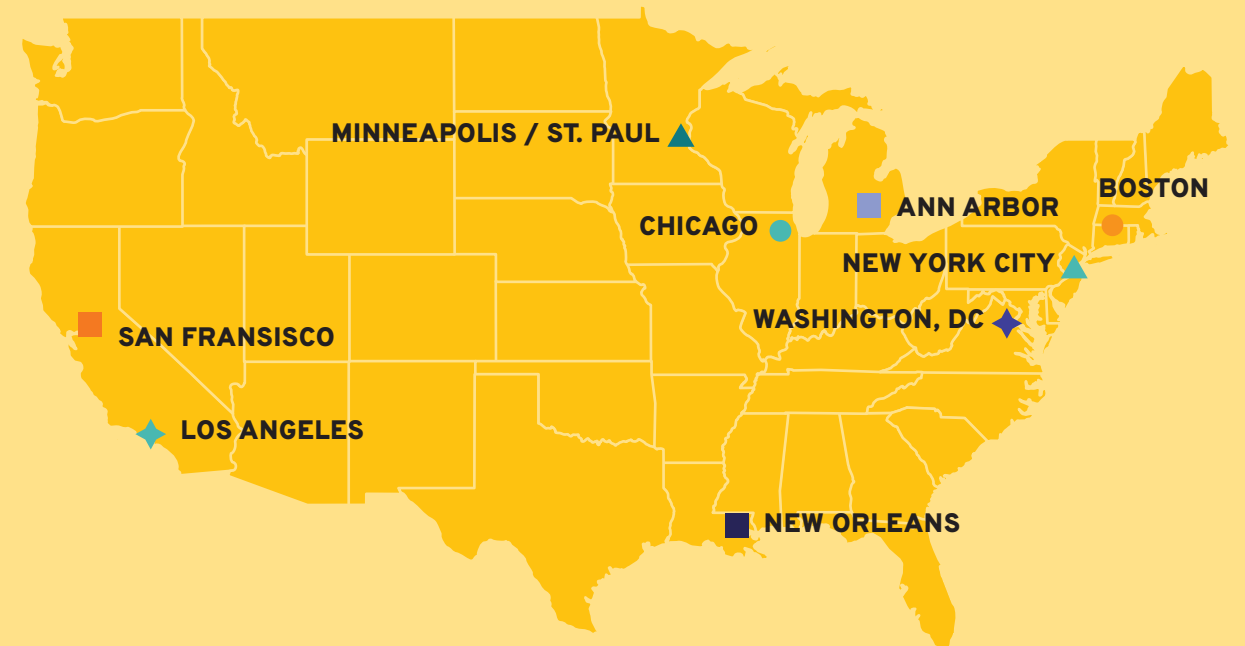 MINNEAPOLIS / ST. PAUL
BOSTON
ANN ARBOR
CHICAGO
NEW YORK CITY
WASHINGTON, DC
SAN FRANSISCO
LOS ANGELES
NEW ORLEANS